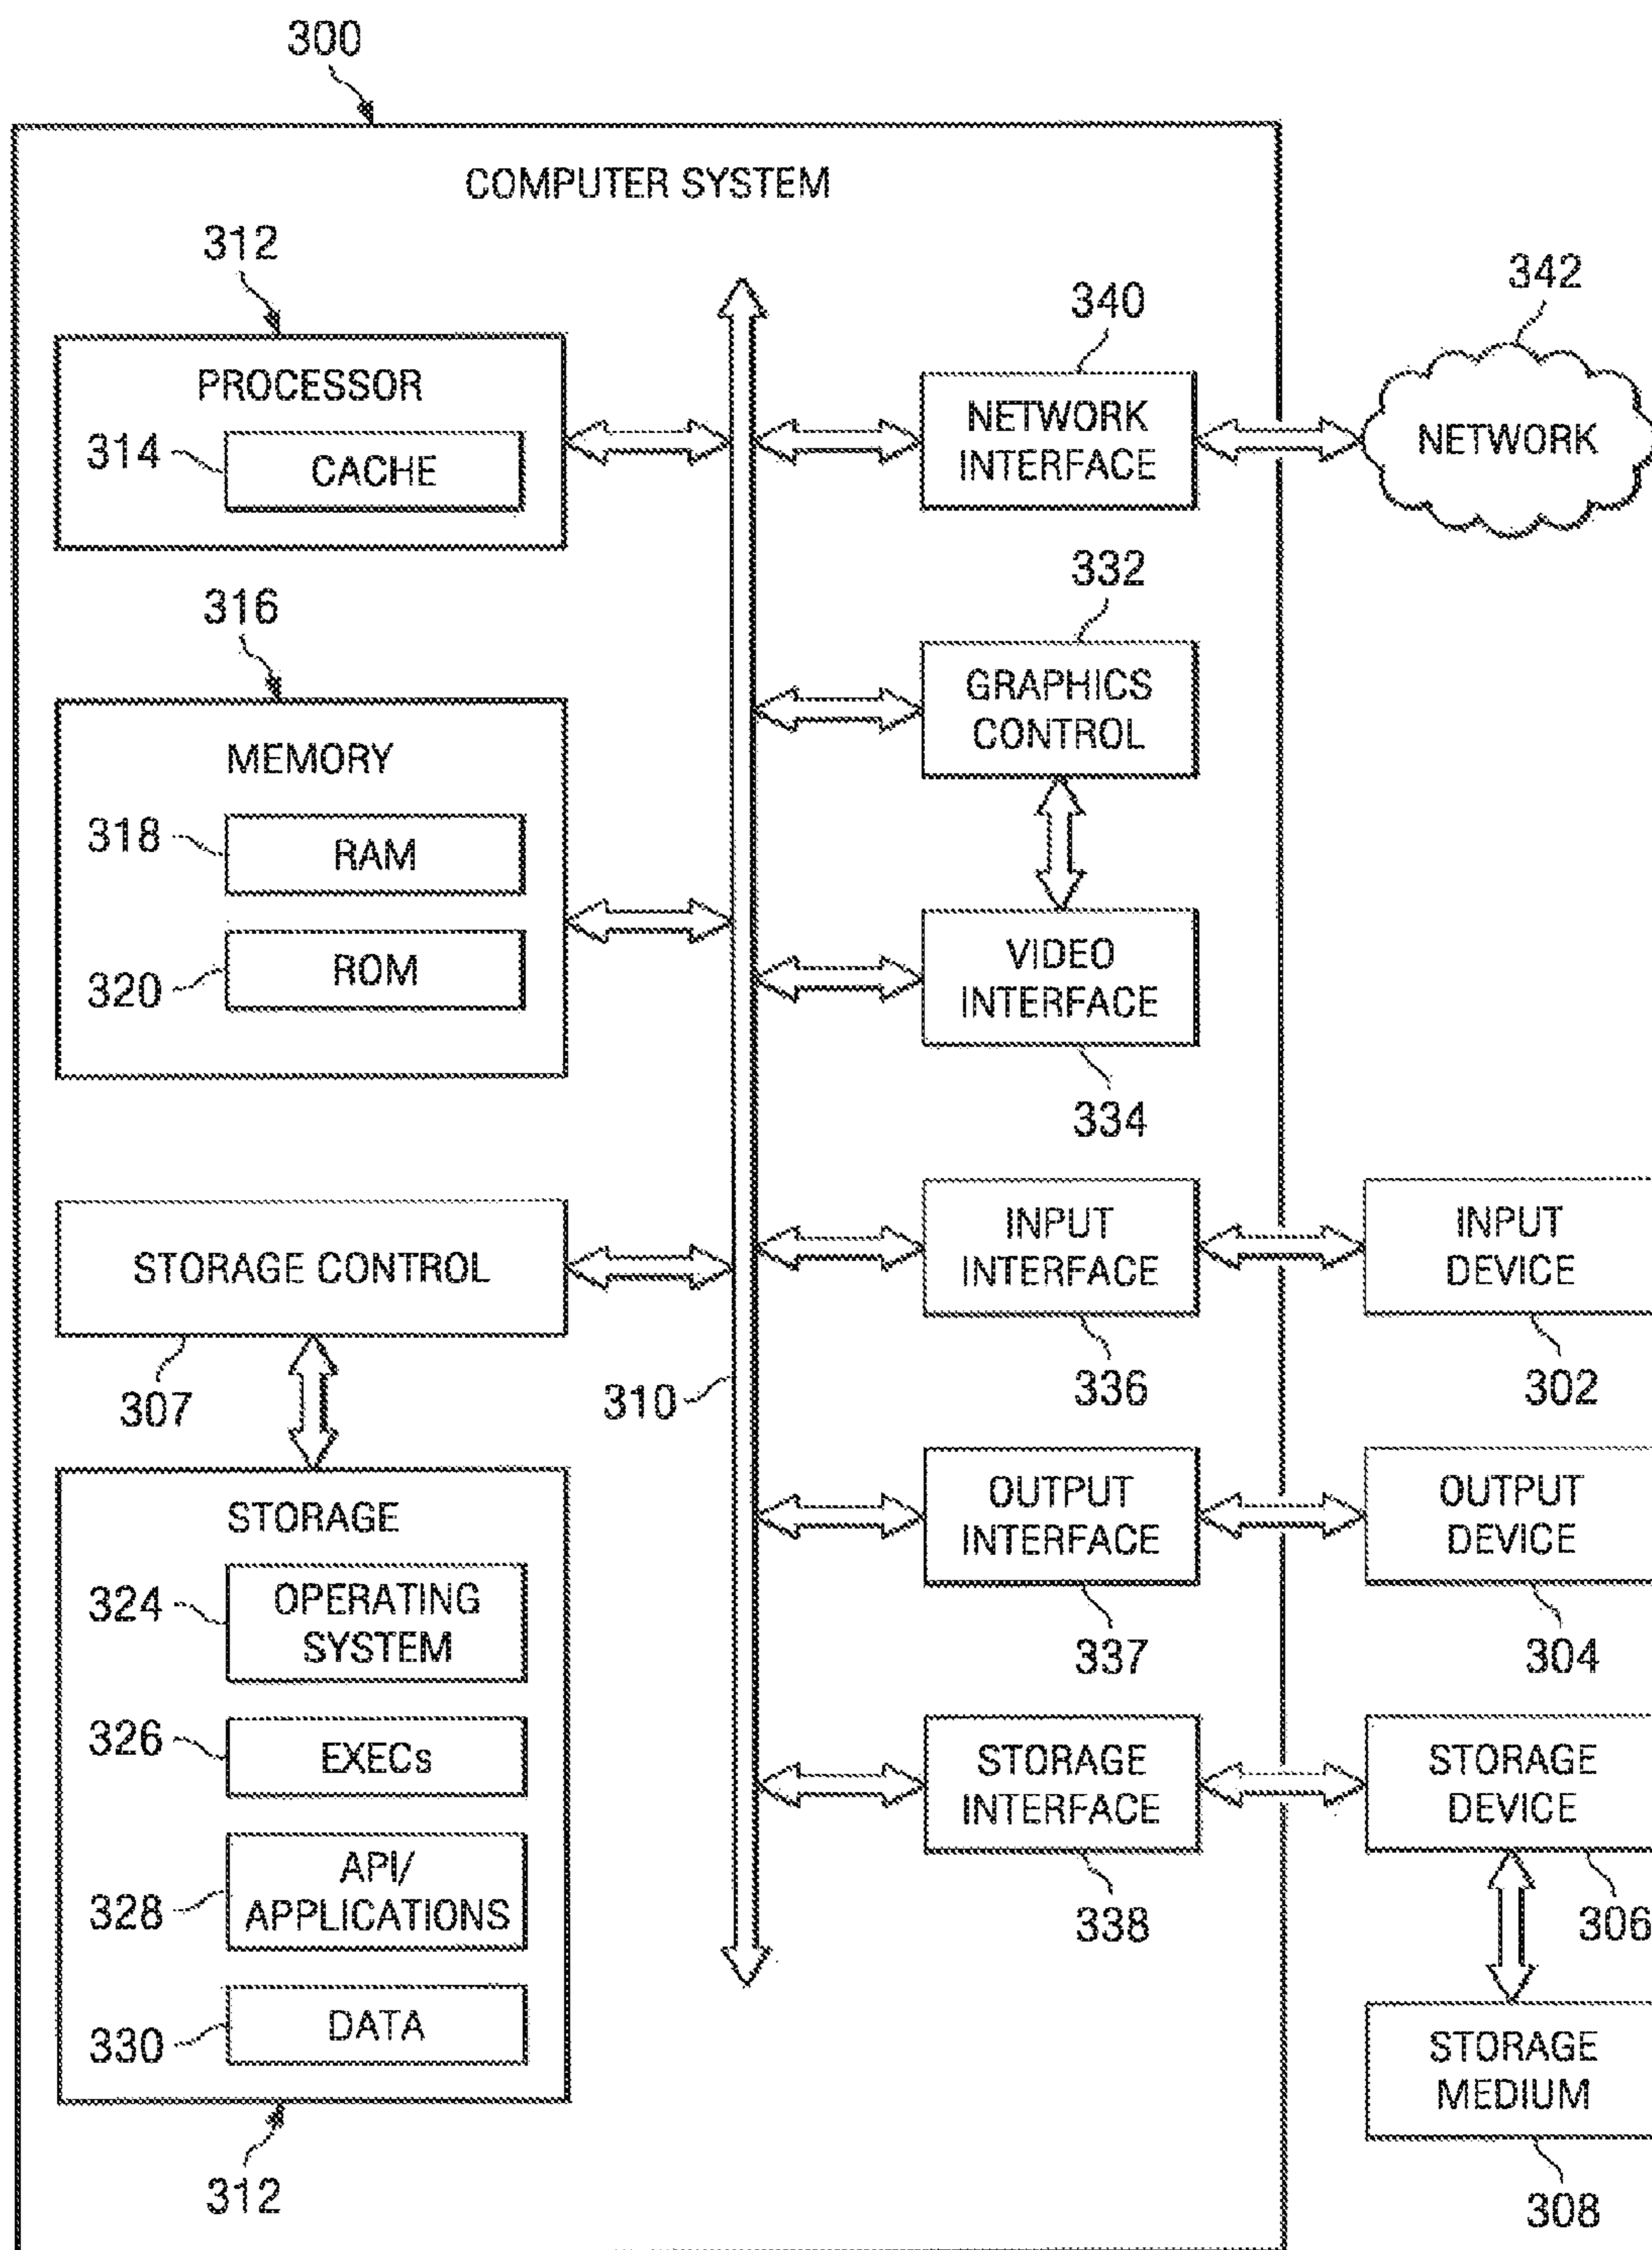 300
COMPUTER SYSTEM
312
PROCESSOR
314
CACHE
316
MEMORY
318
RAM
320
ROM
STORAGE CONTROL
307
STORAGE
324
OPERATING
SYSTEM
326
EXECs
328
API/
APPLICATIONS
330
DATA
312
310
340
NETWORK
INTERFACE
342
NETWORK
332
GRAPHICS
CONTROL
VIDEO
INTERFACE
334
INPUT
INTERFACE
336
INPUT
DEVICE
302
OUTPUT
INTERFACE
337
OUTPUT
DEVICE
304
STORAGE
INTERFACE
338
STORAGE
DEVICE
306
STORAGE
MEDIUM
308